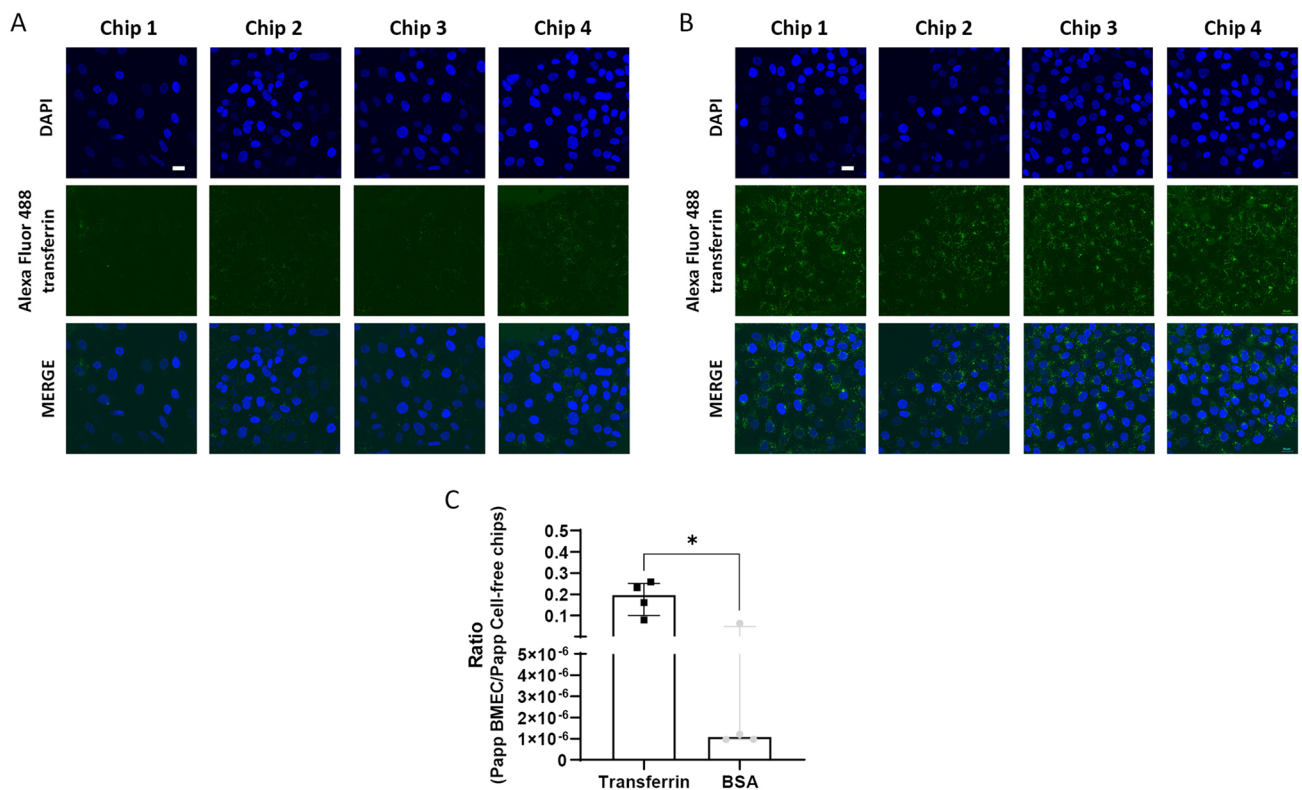 A
Chip 1 Chip 2 Chip 3 Chip 4
DAPI
Alexa Fluor 488
transferrin
MERGE
B
Chip 1 Chip 2 Chip 3 Chip 4
DAPI
Alexa Fluor 488
transferrin
MERGE
C
Ratio
(Papp BMEC/Papp Cell-free chips)
0.5
0.4
0.3
0.2
0.1
5×10⁻⁶
4×10⁻⁶
3×10⁻⁶
2×10⁻⁶
1×10⁻⁶
0
*
Transferrin BSA